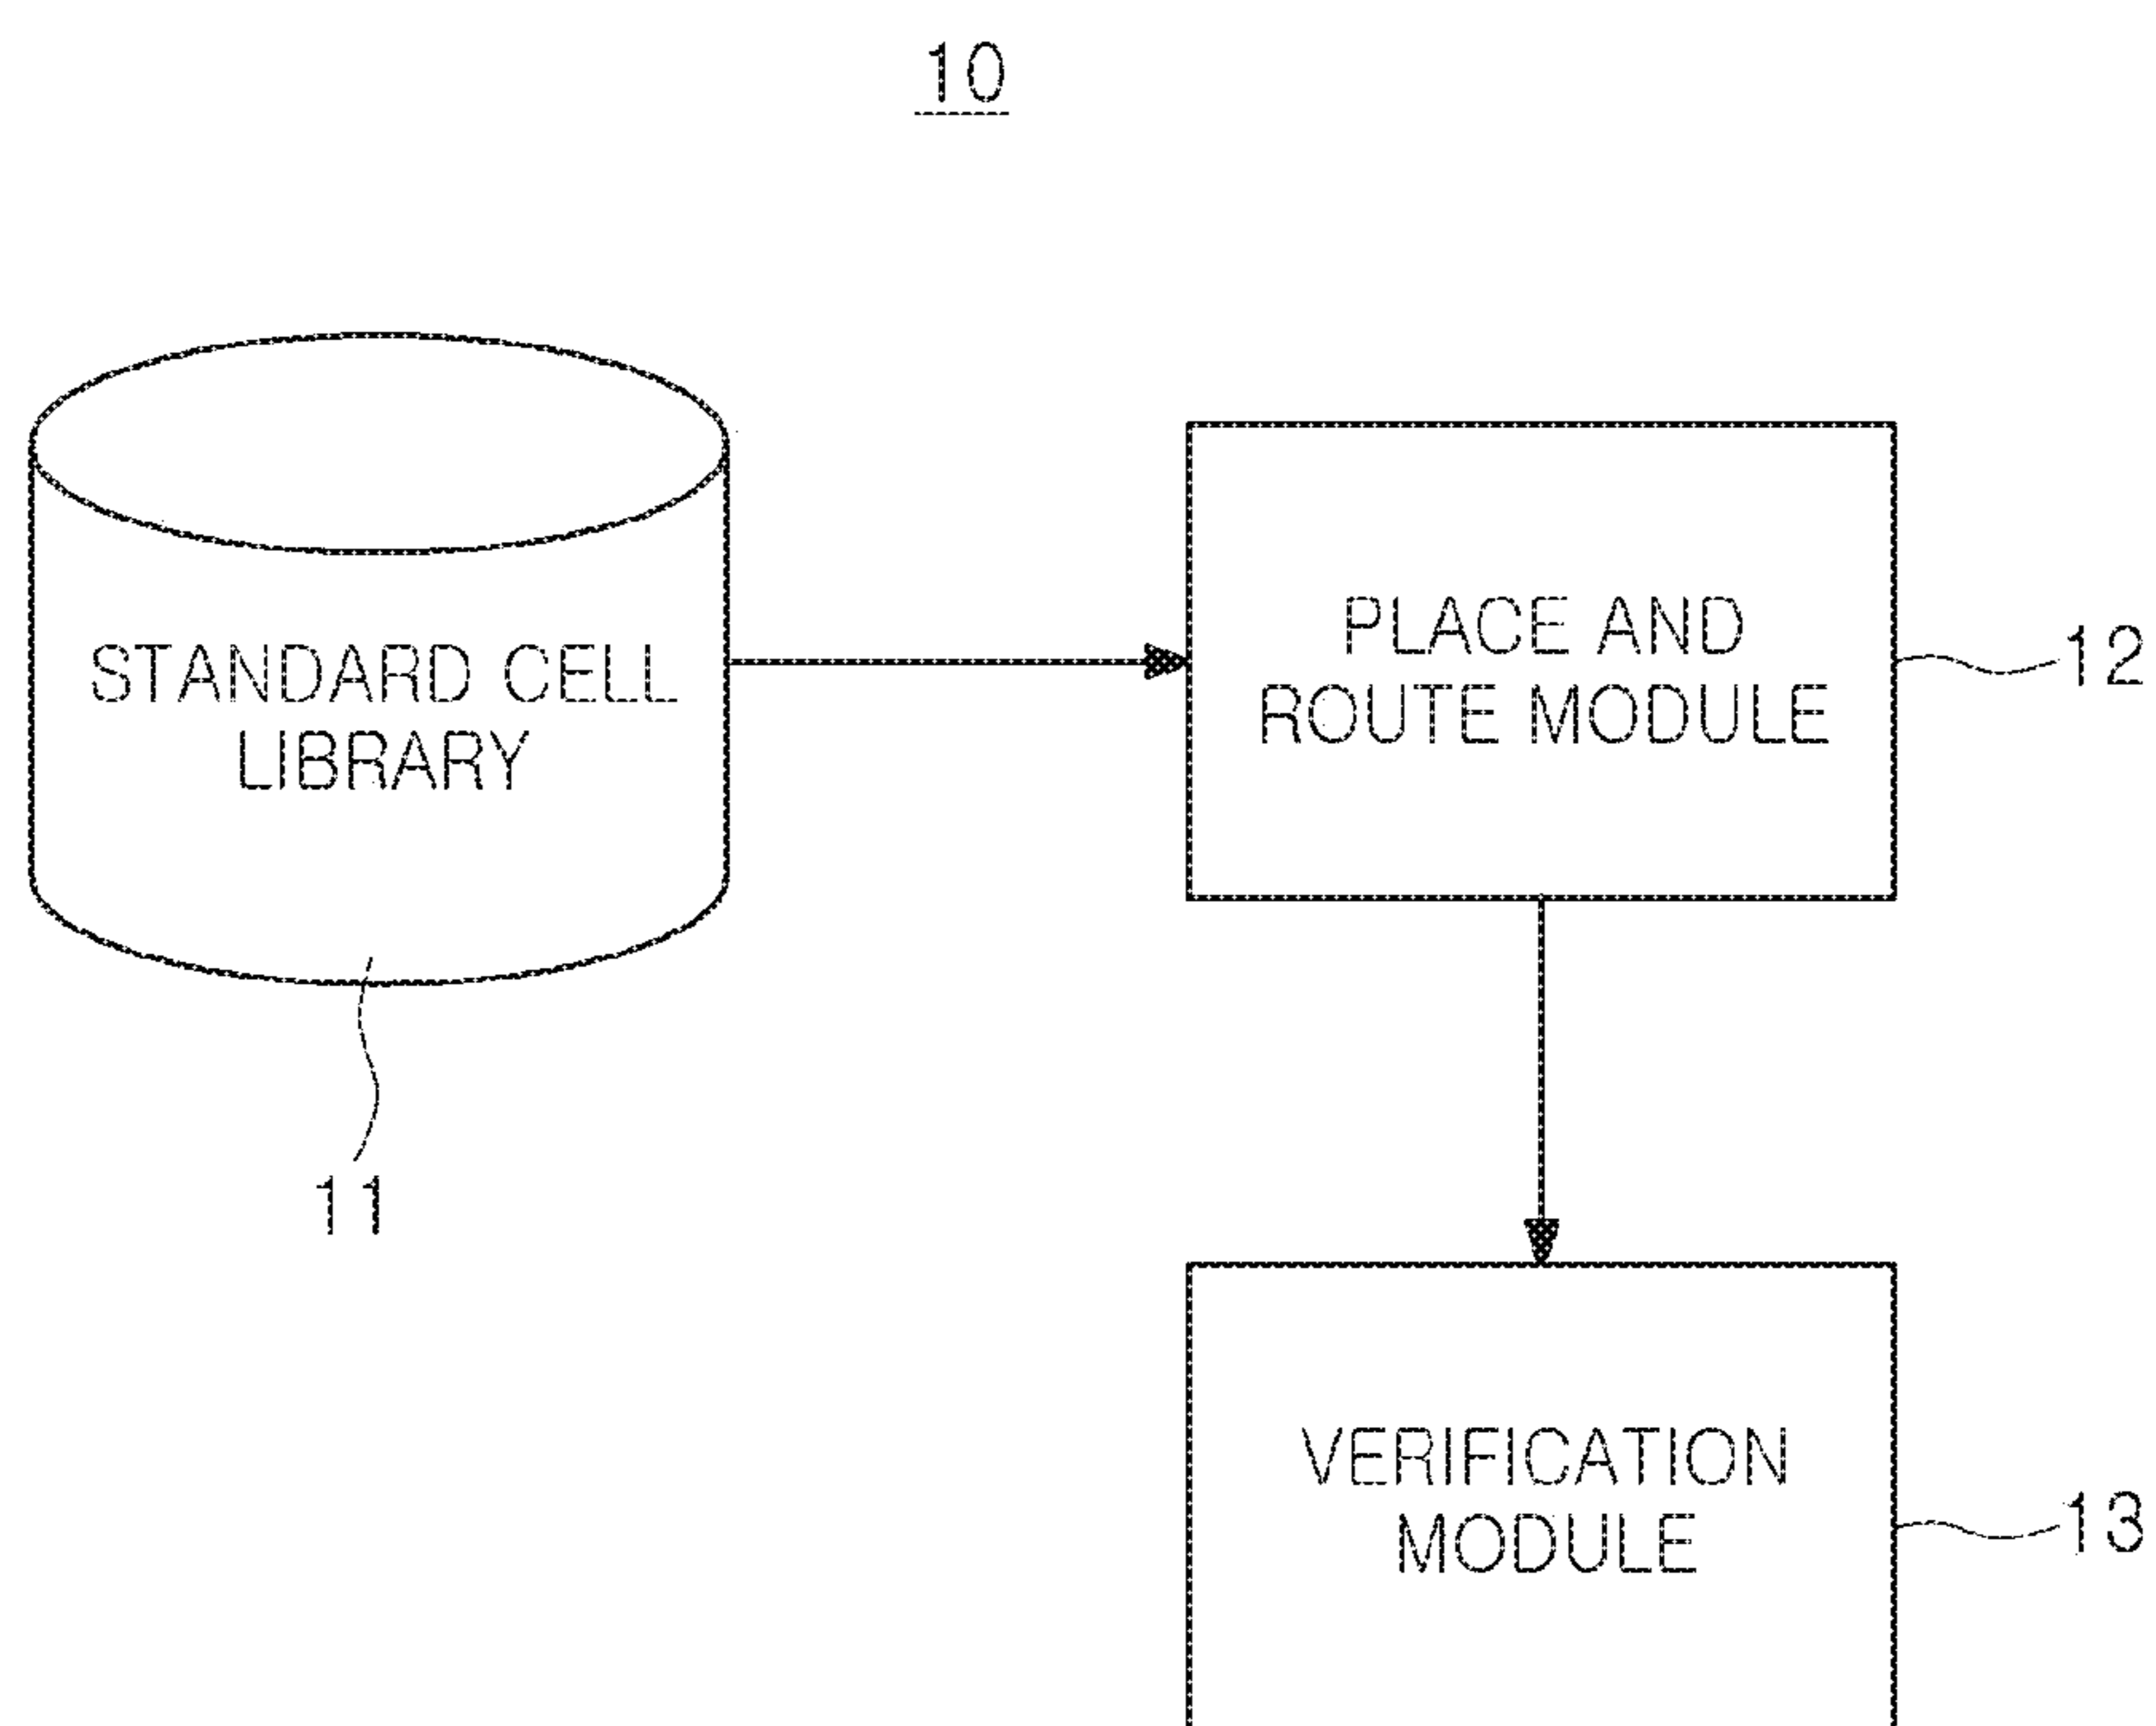 10
STANDARD CELL
LIBRARY
11
PLACE AND
ROUTE MODULE
12
VERIFICATION
MODULE
13